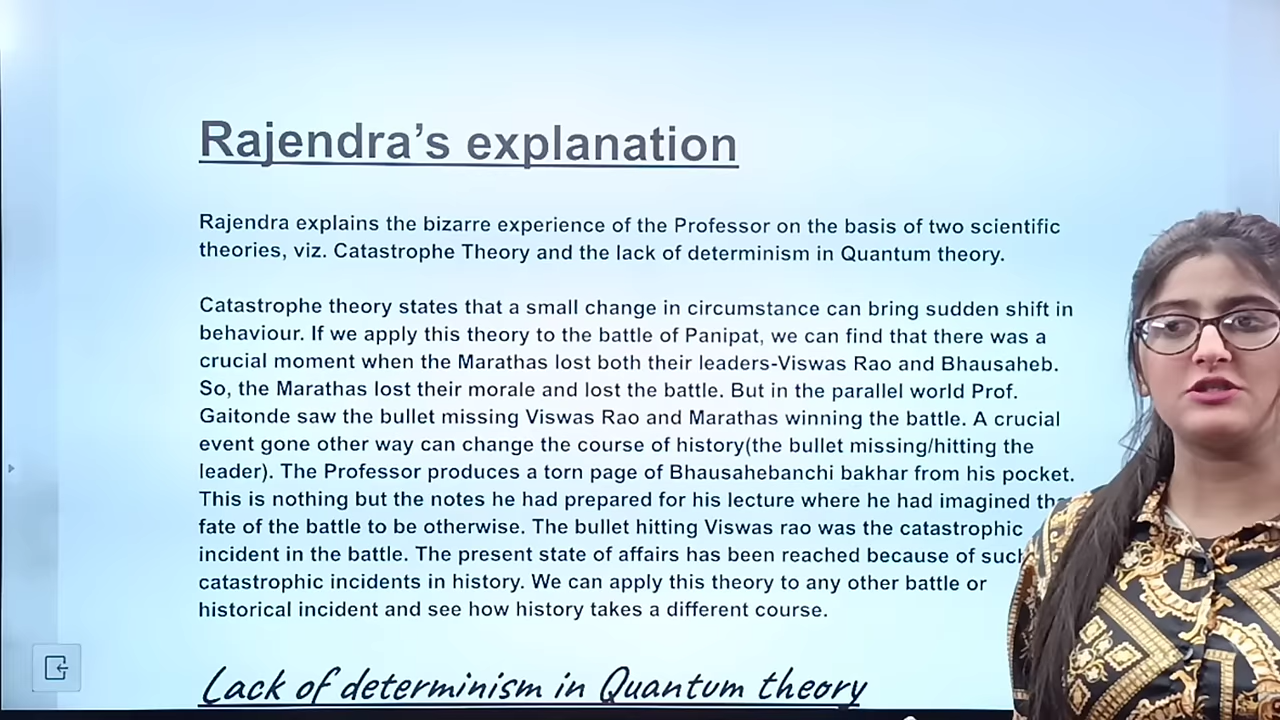 Rajendra’s explanation
Rajendra explains the bizarre experience of the Professor on the basis of two scientific
theories, viz. Catastrophe Theory and the lack of determinism in Quantum theory.
Catastrophe theory states that a small change in circumstance can bring sudden shift in
behaviour. If we apply this theory to the battle of Panipat, we can find that there was a
crucial moment when the Marathas lost both their leaders-Viswas Rao and Bhausaheb.
So, the Marathas lost their morale and lost the battle. But in the parallel world Prof.
Gaitonde saw the bullet missing Viswas Rao and Marathas winning the battle. A crucial
event gone other way can change the course of history(the bullet missing/hitting the
leader). The Professor produces a torn page of Bhausahebanchi bakhar from his pocket.
This is nothing but the notes he had prepared for his lecture where he had imagined the
fate of the battle to be otherwise. The bullet hitting Viswas rao was the catastrophic
incident in the battle. The present state of affairs has been reached because of such
catastrophic incidents in history. We can apply this theory to any other battle or
historical incident and see how history takes a different course.
Lack of determinism in Quantum theory